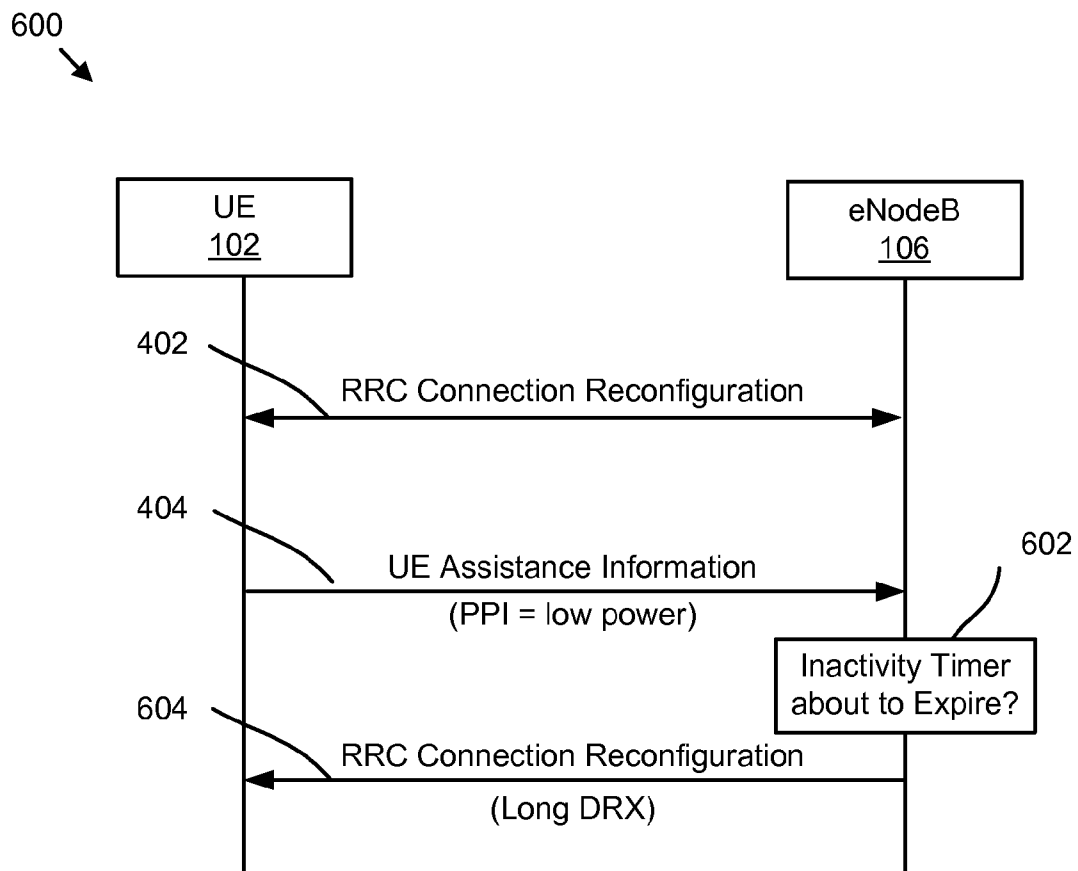 600
UE
102
eNodeB
106
402
RRC Connection Reconfiguration
404
UE Assistance Information
(PPI = low power)
602
Inactivity Timer
about to Expire?
604
RRC Connection Reconfiguration
(Long DRX)